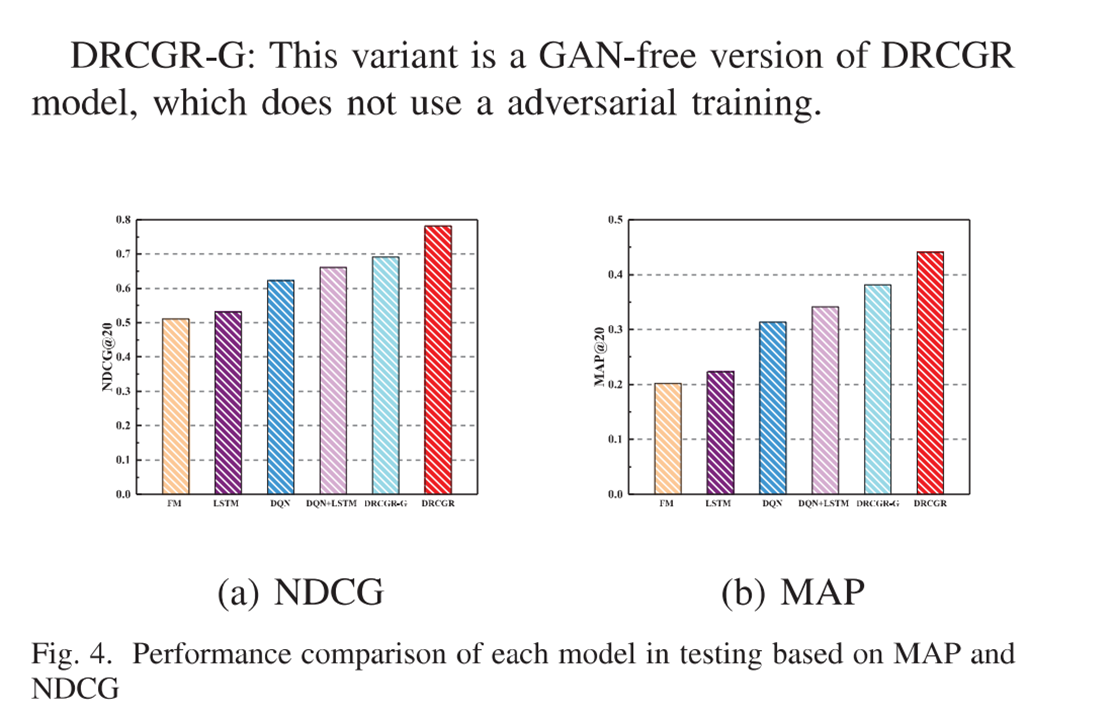 DRCGR-G: This variant is a GAN-free version of DRCGR
model, which does not use a adversarial training.
0.8
0.7
0.6
0.5
0.4
0.3
0.2
0.1
0.0
NDCG@20
FM LSTM DQN DQN+LSTM DRCGR-G DRCGR
0.5
0.4
0.3
0.2
0.1
0.0
MAP@20
FM LSTM DQN DQN+LSTM DRCGR-G DRCGR
(a) NDCG
(b) MAP
Fig. 4. Performance comparison of each model in testing based on MAP and
NDCG